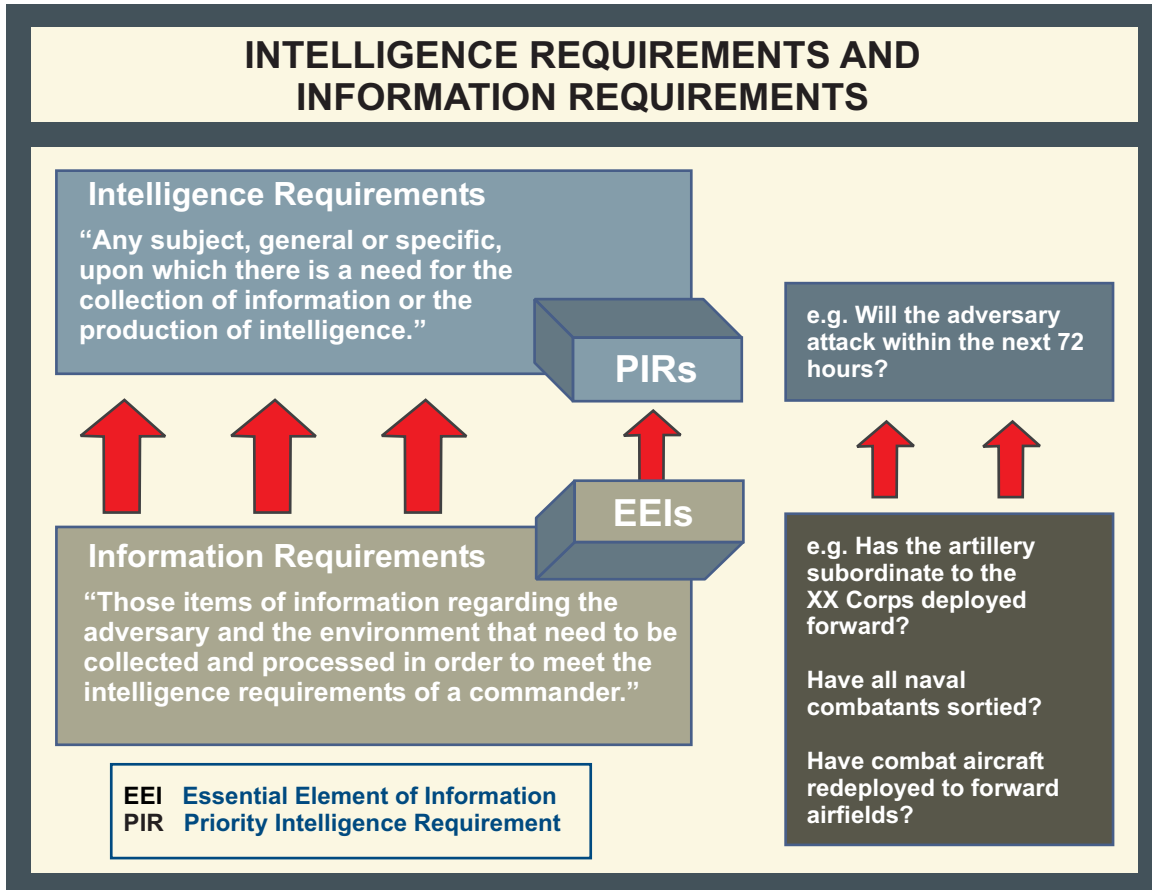 INTELLIGENCE REQUIREMENTS AND
INFORMATION REQUIREMENTS
Intelligence Requirements
“Any subject, general or specific,
upon which there is a need for the
collection of information or the
production of intelligence.”
PIRs
e.g. Will the adversary
attack within the next 72
hours?
EEIs
Information Requirements
“Those items of information regarding the
adversary and the environment that need to be
collected and processed in order to meet the
intelligence requirements of a commander.”
e.g. Has the artillery
subordinate to the
XX Corps deployed
forward?
Have all naval
combatants sortied?
Have combat aircraft
redeployed to forward
airfields?
EEI Essential Element of Information
PIR Priority Intelligence Requirement